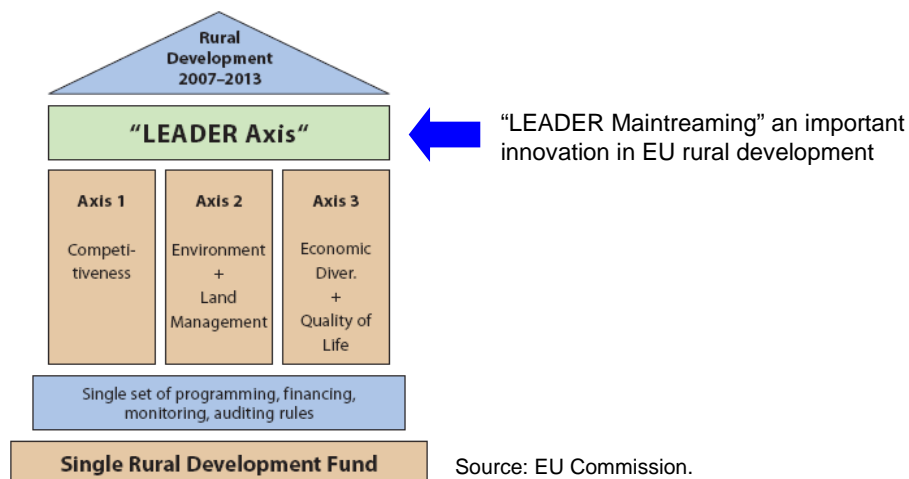 Rural
Development
2007–2013
“LEADER Axis“
“LEADER Maintreaming” an important
innovation in EU rural development
Axis 1
Competi-
tiveness
Axis 2
Environment
+
Land
Management
Axis 3
Economic
Diver.
+
Quality of
Life
Single set of programming, financing,
monitoring, auditing rules
Single Rural Development Fund
Source: EU Commission.